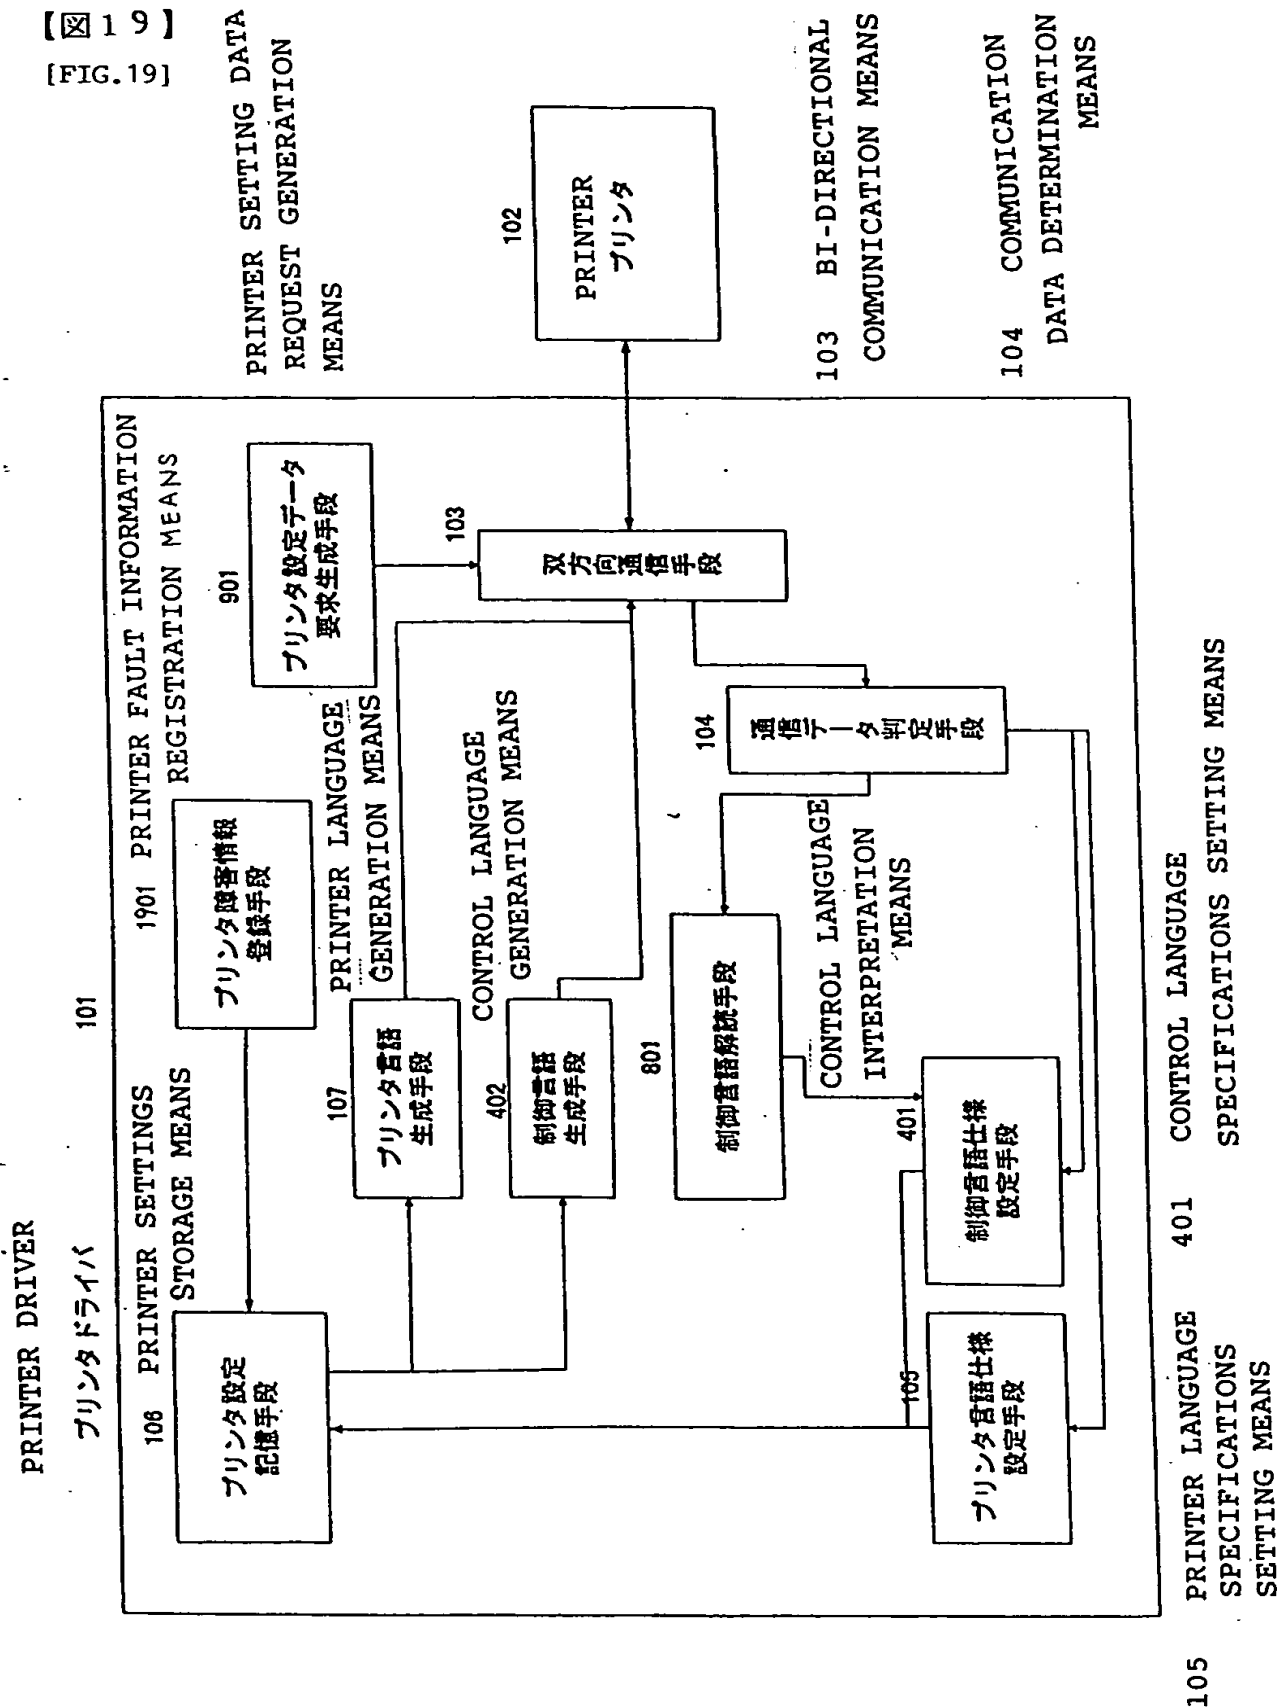 【図19】
[FIG.19]
PRINTER DRIVER
プリンタドライバ
101
106
PRINTER SETTINGS
STORAGE MEANS
プリンタ設定
記憶手段
1901 PRINTER FAULT INFORMATION
REGISTRATION MEANS
プリンタ障害情報
登録手段
PRINTER SETTING DATA
REQUEST GENERATION
MEANS
901
プリンタ設定データ
要求生成手段
107
PRINTER LANGUAGE
GENERATION MEANS
プリンタ言語
生成手段
402
CONTROL LANGUAGE
GENERATION MEANS
制御言語
生成手段
103
双方向通信手段
102
PRINTER
プリンタ
801
制御言語解読手段
CONTROL LANGUAGE
INTERPRETATION
MEANS
104
通信データ判定手段
401
制御言語仕様
設定手段
105
プリンタ言語仕様
設定手段
103 BI-DIRECTIONAL
COMMUNICATION MEANS
104 COMMUNICATION
DATA DETERMINATION
MEANS
105 PRINTER LANGUAGE
SPECIFICATIONS
SETTING MEANS
401 CONTROL LANGUAGE
SPECIFICATIONS SETTING MEANS